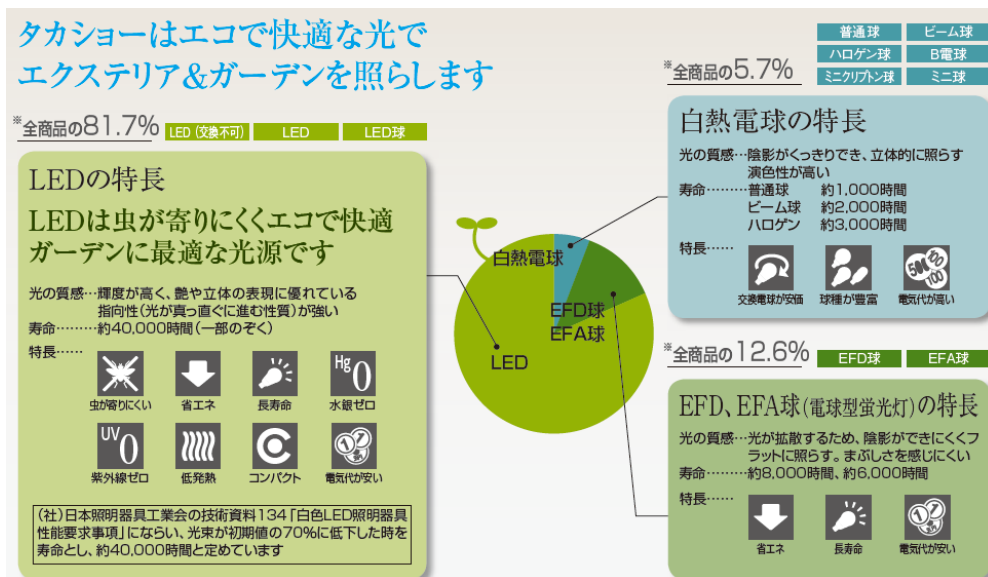 タカショーはエコで快適な光で
エクステリア&ガーデンを照らします
※全商品の81.7%
LED(交換不可)
LED
LED球
LEDの特長
LEDは虫が寄りにくくエコで快適
ガーデンに最適な光源です
光の質感…輝度が高く、艶や立体の表現に優れている
指向性(光が真っ直ぐに進む性質)が強い
寿命………約40,000時間(一部のぞく)
特長……
虫が寄りにくい
省エネ
長寿命
Hg0
水銀ゼロ
UV0
紫外線ゼロ
低発熱
コンパクト
電気代が安い
(社)日本照明器具工業会の技術資料134「白色LED照明器具
性能要求事項」にならい、光束が初期値の70%に低下した時を
寿命とし、約40,000時間と定めています
白熱電球
EFD球
EFA球
LED
※全商品の5.7%
普通球
ビーム球
ハロゲン球
B電球
ミニクリプトン球
ミニ球
白熱電球の特長
光の質感…陰影がくっきりでき、立体的に照らす
演色性が高い
寿命………普通球 約1,000時間
ビーム球 約2,000時間
ハロゲン 約3,000時間
特長……
交換電球が安価
球種が豊富
500
100
100
電気代が高い
※全商品の12.6%
EFD球
EFA球
EFD、EFA球(電球型蛍光灯)の特長
光の質感…光が拡散するため、陰影ができにくくフ
ラットに照らす。まぶしさを感じにくい
寿命………約8,000時間、約6,000時間
特長……
省エネ
長寿命
電気代が安い